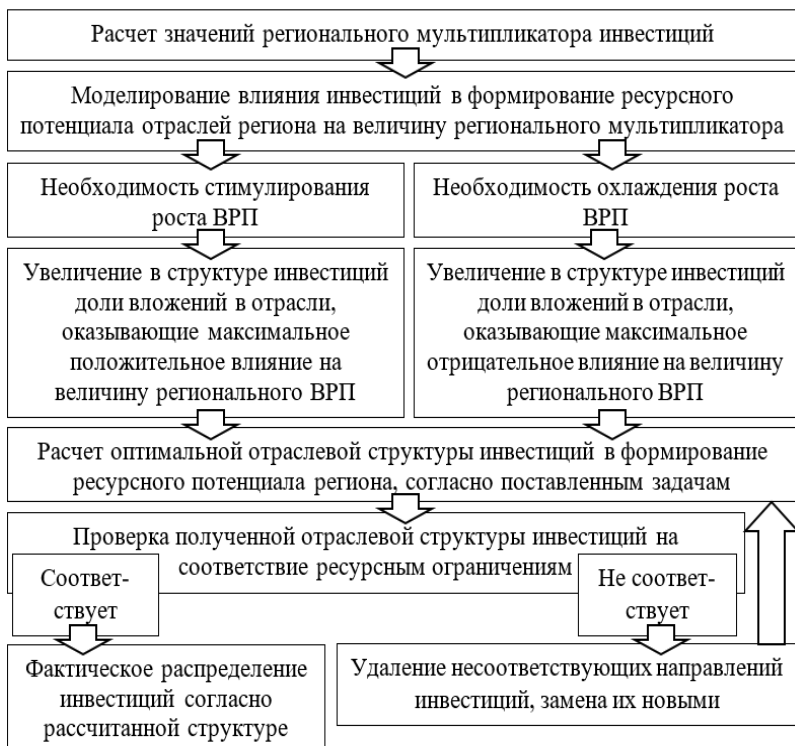 Расчет значений регионального мультипликатора инвестиций
Моделирование влияния инвестиций в формирование ресурсного
потенциала отраслей региона на величину регионального мультипликатора
Необходимость стимулирования
роста ВРП
Необходимость охлаждения роста
ВРП
Увеличение в структуре инвестиций
доли вложений в отрасли,
оказывающие максимальное
положительное влияние на
величину регионального ВРП
Увеличение в структуре инвестиций
доли вложений в отрасли,
оказывающие максимальное
отрицательное влияние на величину
регионального ВРП
Расчет оптимальной отраслевой структуры инвестиций в формирование
ресурсного потенциала региона, согласно поставленным задачам
Проверка полученной отраслевой структуры инвестиций на
соответствие ресурсным ограничениям
Соответ-
ствует
Не соответ-
ствует
Фактическое распределение
инвестиций согласно
рассчитанной структуре
Удаление несоответствующих направлений
инвестиций, замена их новыми